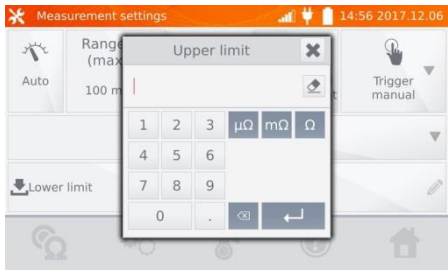 Measurement settings 14:56 2017.12.06
Upper limit
Auto
Range
(max
100 m
Trigger
manual
1 2 3 µΩ mΩ Ω
4 5 6
7 8 9
0 .
Lower limit